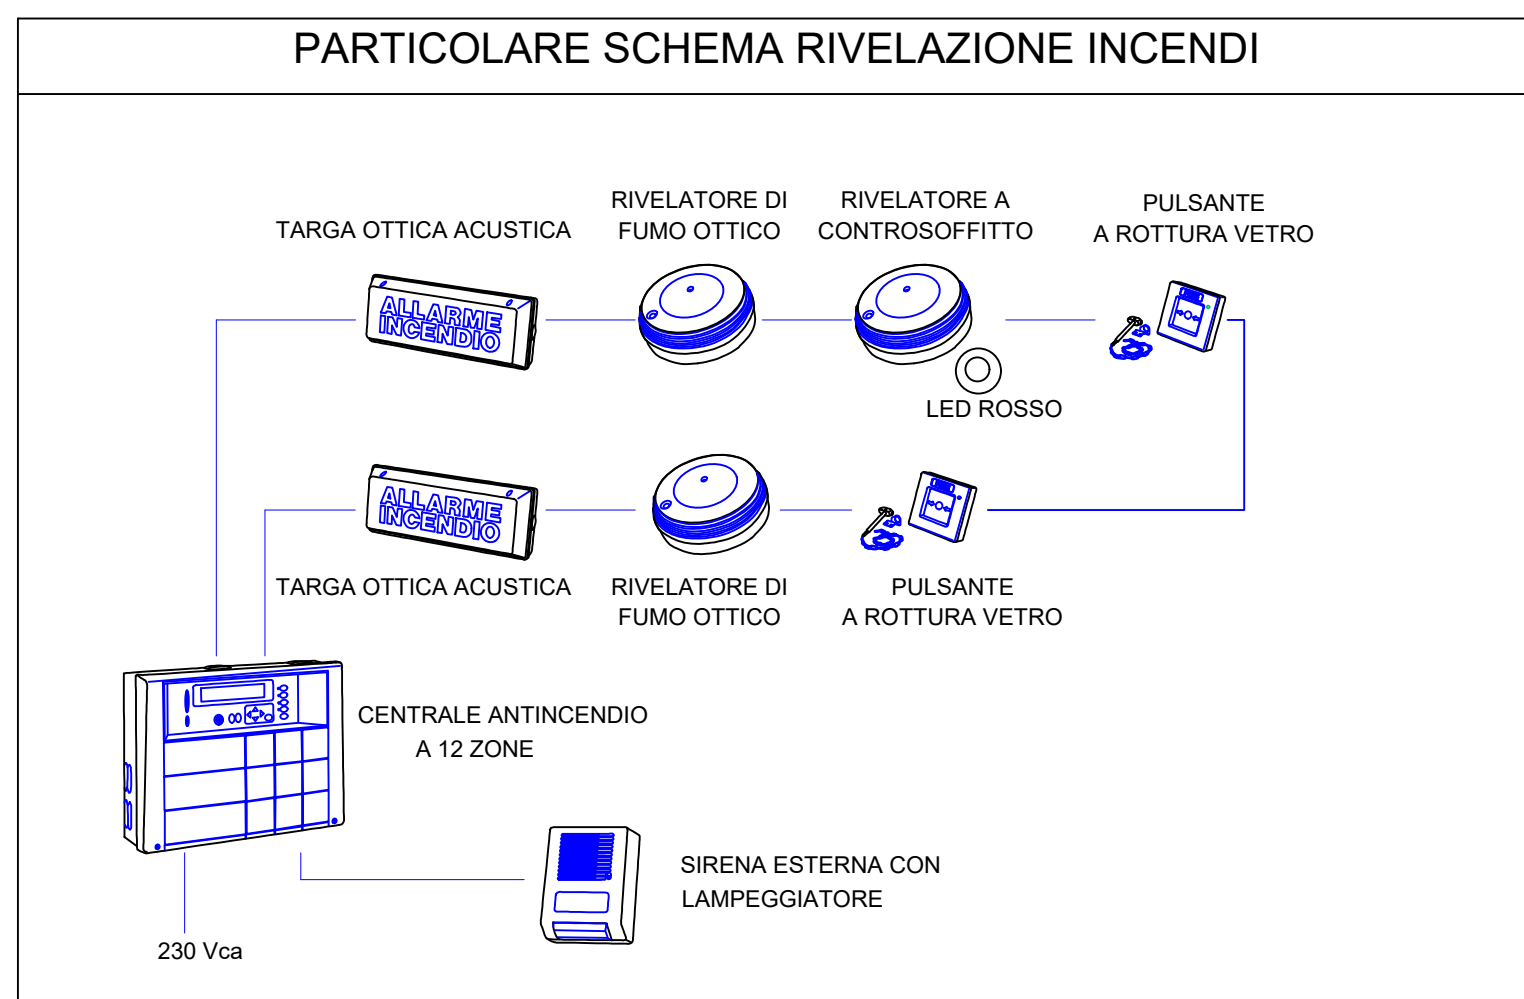 PARTICOLARE SCHEMA RIVELAZIONE INCENDI
TARGA OTTICA ACUSTICA
RIVELATORE DI
FUMO OTTICO
RIVELATORE A
CONTROSOFFITTO
PULSANTE
A ROTTURA VETRO
ALLARME
INCENDIO
LED ROSSO
ALLARME
INCENDIO
TARGA OTTICA ACUSTICA
RIVELATORE DI
FUMO OTTICO
PULSANTE
A ROTTURA VETRO
CENTRALE ANTINCENDIO
A 12 ZONE
SIRENA ESTERNA CON
LAMPEGGIATORE
230 Vca